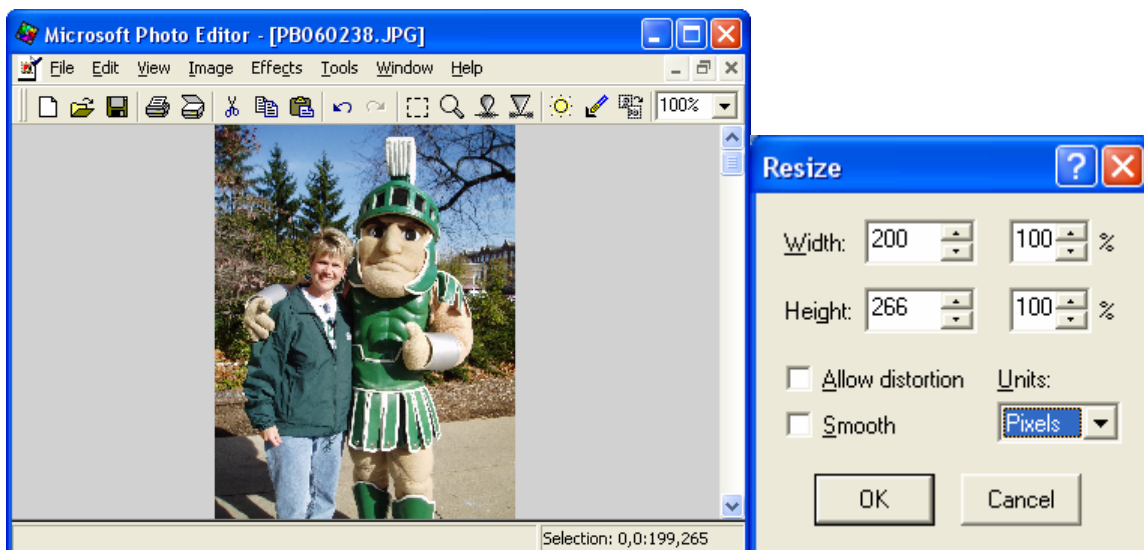 Microsoft Photo Editor - [PB060238.JPG]
File Edit View Image Effects Tools Window Help
100%
Selection: 0,0:199,265
Resize
Width: 200 100 %
Height: 266 100 %
Allow distortion Units:
Smooth Pixels
OK Cancel